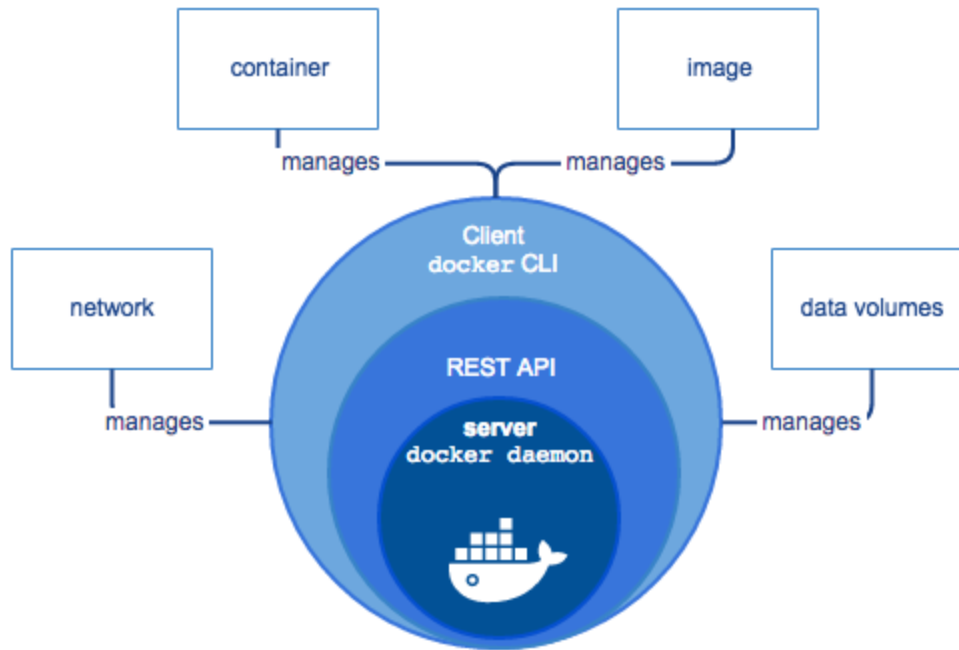 container
image
manages
manages
Client
docker CLI
network
data volumes
REST API
manages
manages
server
docker daemon